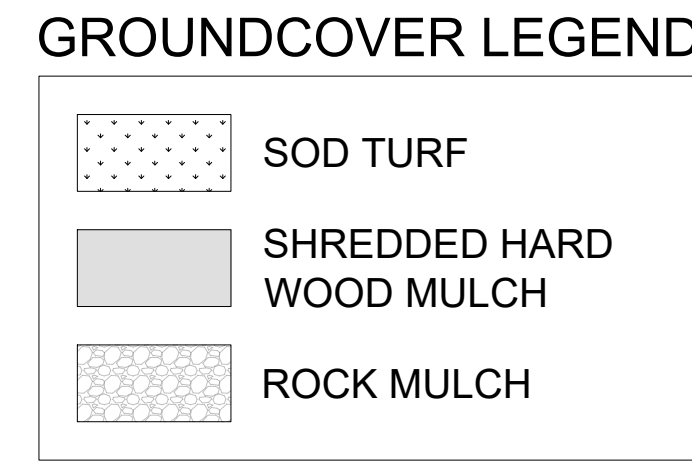 GROUNDCOVER LEGEND
SOD TURF
SHREDDED HARD
WOOD MULCH
ROCK MULCH